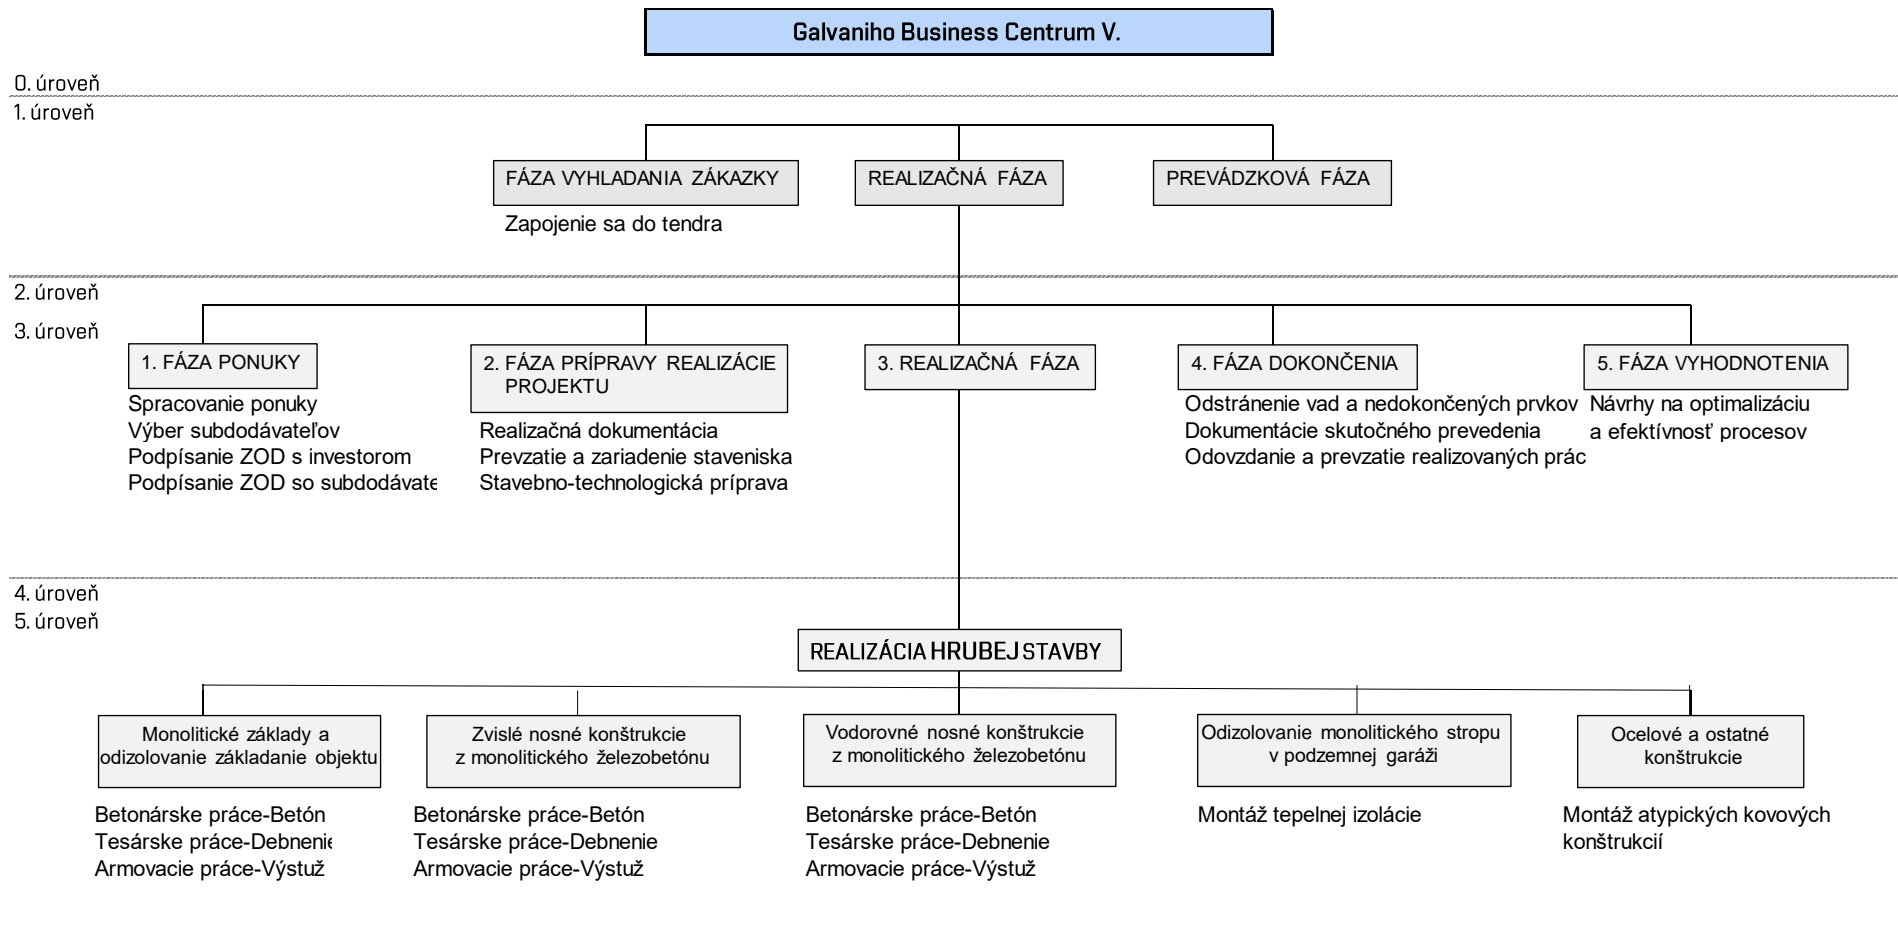 Galvaniho Business Centrum V.
0. úroveň
1. úroveň
FÁZA VYHLADANIA ZÁKAZKY
REALIZAČNÁ FÁZA
PREVÁDZKOVÁ FÁZA
Zapojenie sa do tendra
2. úroveň
3. úroveň
1. FÁZA PONUKY
Spracovanie ponuky
Výber subdodávateľov
Podpísanie ZOD s investorom
Podpísanie ZOD so subdodávate
2. FÁZA PRÍPRAVY REALIZÁCIE
PROJEKTU
Realizačná dokumentácia
Prevzatie a zariadenie staveniska
Stavebno-technologická príprava
3. REALIZAČNÁ FÁZA
4. FÁZA DOKONČENIA
Odstránenie vad a nedokončených prvkov
Dokumentácie skutočného prevedenia
Odovzdanie a prevzatie realizovaných prác
5. FÁZA VYHODNOTENIA
Návrhy na optimalizáciu
a efektívnosť procesov
4. úroveň
5. úroveň
REALIZÁCIA HRUBEJ STAVBY
Monolitické základy a
odizolovanie základanie objektu
Betonárske práce-Betón
Tesárske práce-Debnenie
Armovacie práce-Výstuž
Zvislé nosné konštrukcie
z monolitického železobetónu
Betonárske práce-Betón
Tesárske práce-Debnenie
Armovacie práce-Výstuž
Vodorovné nosné konštrukcie
z monolitického železobetónu
Betonárske práce-Betón
Tesárske práce-Debnenie
Armovacie práce-Výstuž
Odizolovanie monolitického stropu
v podzemnej garáži
Montáž tepelnej izolácie
Ocelové a ostatné
konštrukcie
Montáž atypických kovových
konštrukcií